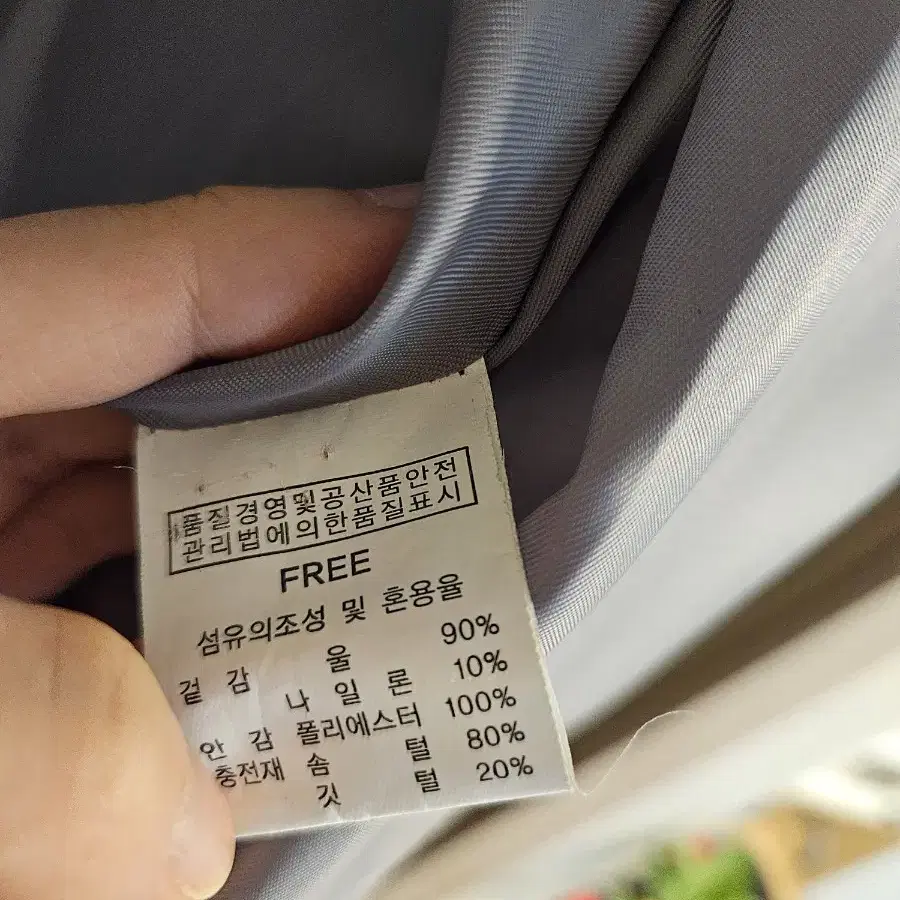 품질경영및공산품안전
관리법에의한품질표시
FREE
섬유의조성 및 혼용율
겉 감 울 90%
나 일 론 10%
안 감 폴리에스터 100%
충전재 솜 털 80%
깃 털 20%